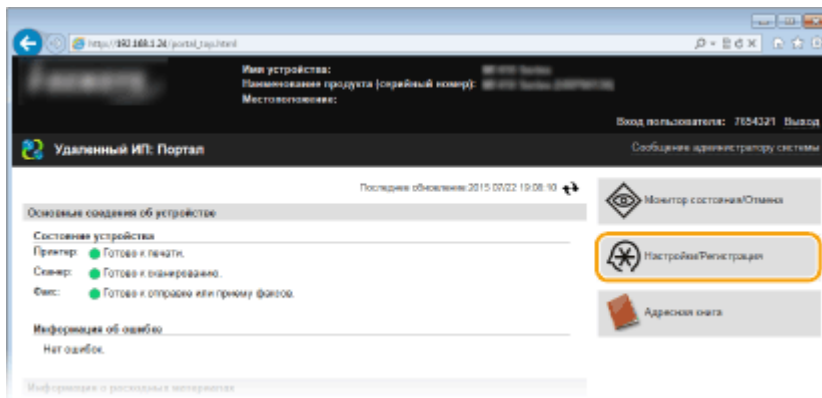 http://192.168.1.24/portal_top.html
Имя устройства:
Наименование продукта (серийный номер):
Местоположение:
Вход пользователя: 7654321 Выход
Удаленный ИП: Портал
Сообщение администратору системы
Последнее обновление: 2015 07/22 19:08:10
Монитор состояния/Отмена
Основные сведения об устройстве
Состояние устройства
Принтер: Готово к печати.
Сканер: Готово к сканированию.
Факс: Готово к отправке или приему факсов.
Настройки/Регистрация
Адресная книга
Информация об ошибке
Нет ошибок.
Информация о расходных материалах